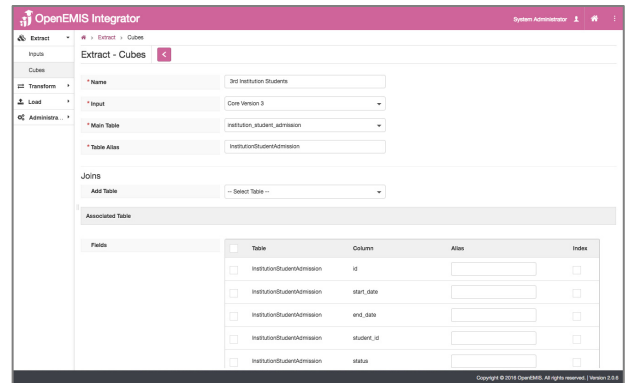 OpenEMIS Integrator
System Administrator
Extract
Inputs
Cubes
Transform
Load
Administra...
Extract › Cubes
Extract - Cubes
* Name 3rd Institution Students
* Input Core Version 3
* Main Table institution_student_admission
* Table Alias InstitutionStudentAdmission
Joins
Add Table -- Select Table --
Associated Table
Fields
Table Column Alias Index
InstitutionStudentAdmission id
InstitutionStudentAdmission start_date
InstitutionStudentAdmission end_date
InstitutionStudentAdmission student_id
InstitutionStudentAdmission status
Copyright © 2016 OpenEMIS. All rights reserved. | Version 2.0.6